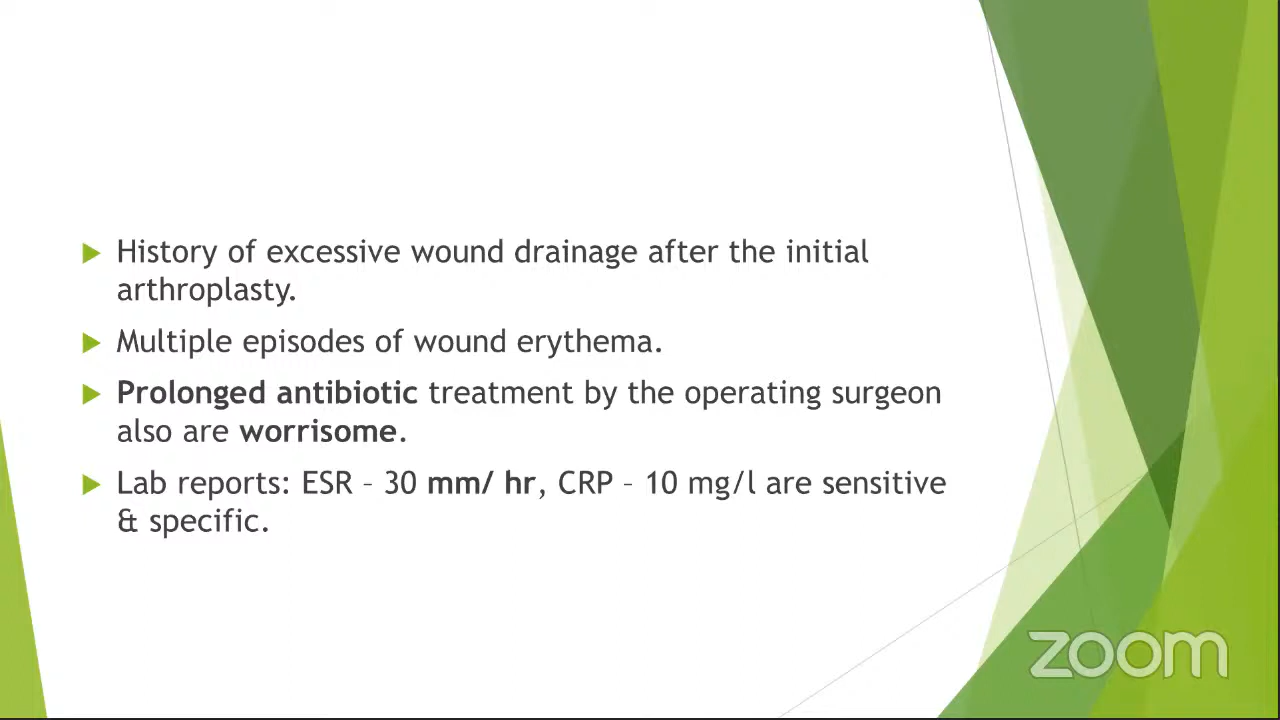 History of excessive wound drainage after the initial
arthroplasty.
Multiple episodes of wound erythema.
Prolonged antibiotic treatment by the operating surgeon
also are worrisome.
Lab reports: ESR – 30 mm/ hr, CRP – 10 mg/l are sensitive
& specific.
zoom